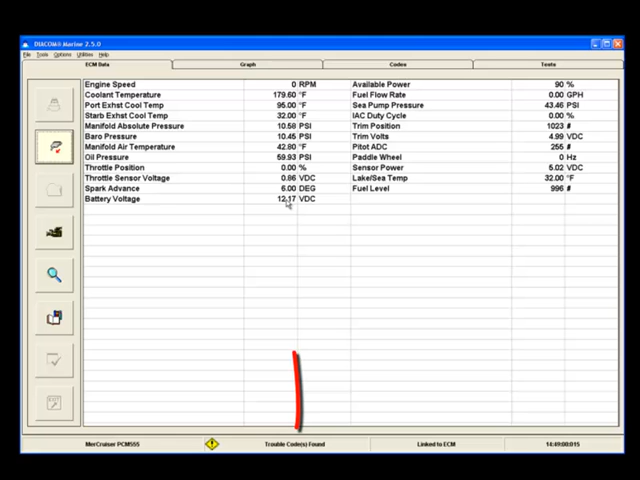 DIACOM® Marine 2.5.0
File Tools Options Utilities Help
ECM Data Graph Codes Tests
Engine Speed 0 RPM Available Power 90 %
Coolant Temperature 179.60 °F Fuel Flow Rate 0.00 GPH
Port Exhst Cool Temp 95.00 °F Sea Pump Pressure 43.46 PSI
Starb Exhst Cool Temp 32.00 °F IAC Duty Cycle 0.00 %
Manifold Absolute Pressure 10.58 PSI Trim Position 1023 #
Baro Pressure 10.45 PSI Trim Volts 4.99 VDC
Manifold Air Temperature 42.80 °F Pitot ADC 255 #
Oil Pressure 59.93 PSI Paddle Wheel 0 Hz
Throttle Position 0.00 % Sensor Power 5.02 VDC
Throttle Sensor Voltage 0.86 VDC Lake/Sea Temp 32.00 °F
Spark Advance 6.00 DEG Fuel Level 996 #
Battery Voltage 12.17 VDC
MerCruiser PCM555 Trouble Code(s) Found Linked to ECM 14:49:00:015